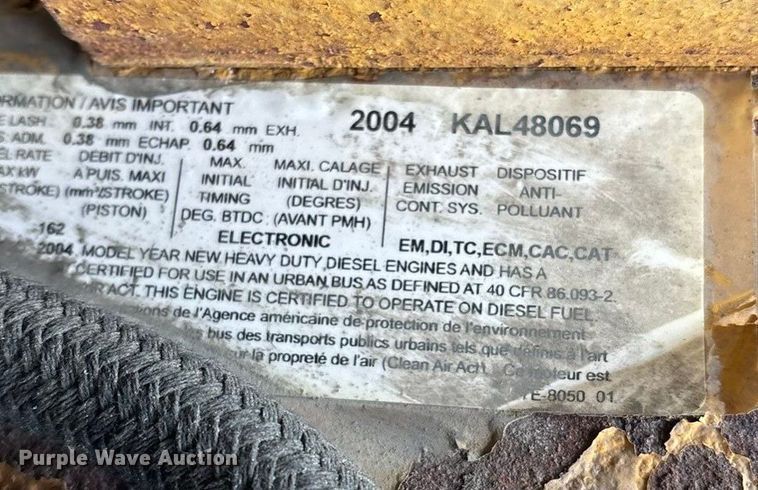 ORMATION / AVIS IMPORTANT
LASH 0.38 mm INT. 0.64 mm EXH. 2004 KAL48069
ADM. 0.38 mm ECHAP. 0.64 mm
RATE DÉBIT D'INJ. MAX. MAXI. CALAGE EXHAUST DISPOSITIF
kW A PUIS. MAXI INITIAL INITIAL D'INJ. EMISSION ANTI-
STROKE) (mm³/STROKE) TIMING (DEGRES) CONT. SYS. POLLUANT
(PISTON) DEG. BTDC (AVANT PMH)
162 ELECTRONIC EM,DI,TC,ECM,CAC,CAT
2004 MODEL YEAR NEW HEAVY DUTY DIESEL ENGINES AND HAS A
CERTIFIED FOR USE IN AN URBAN BUS AS DEFINED AT 40 CFR 86.093-2
ACT. THIS ENGINE IS CERTIFIED TO OPERATE ON DIESEL FUEL
de l'Agence américaine de protection de l'environnement
bus des transports publics urbains tels que définis à l'art
la propreté de l'air (Clean Air Act). Ce moteur est
E-8050 01
Purple Wave Auction